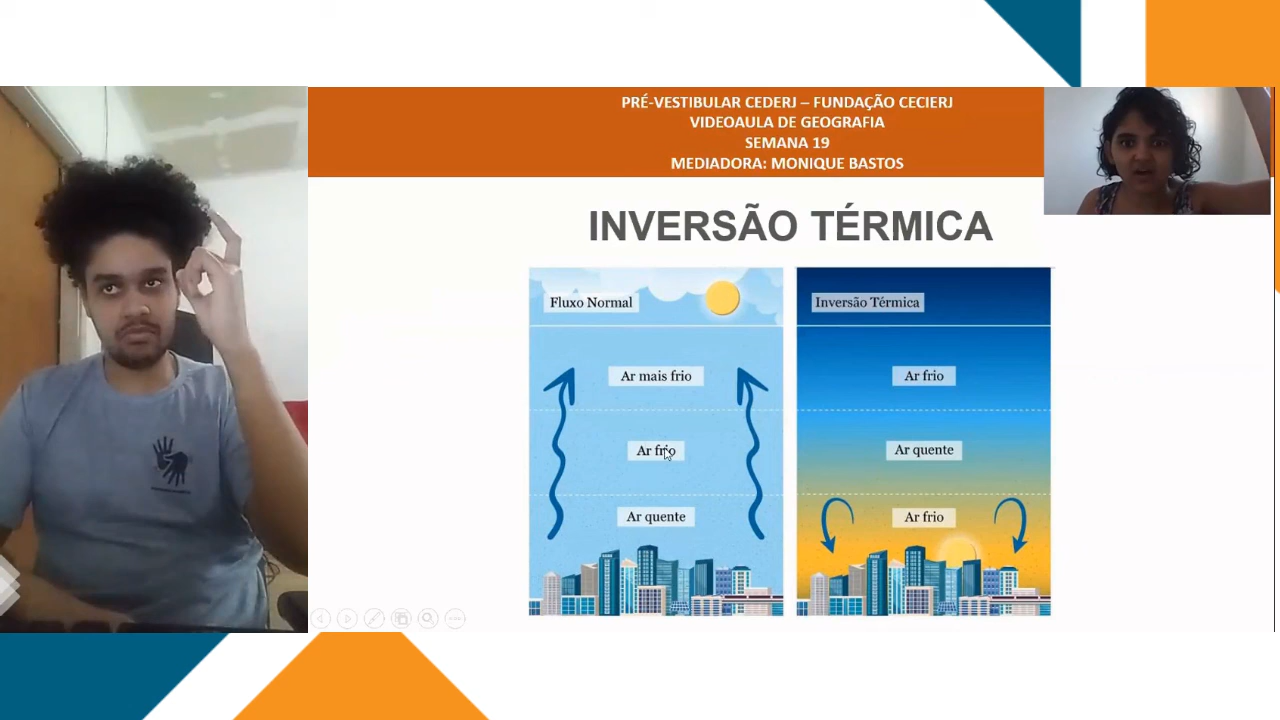 PRÉ-VESTIBULAR CEDERJ – FUNDAÇÃO CECIERJ
VIDEOAULA DE GEOGRAFIA
SEMANA 19
MEDIADORA: MONIQUE BASTOS
INVERSÃO TÉRMICA
Fluxo Normal
Ar mais frio
Ar frio
Ar quente
Inversão Térmica
Ar frio
Ar quente
Ar frio